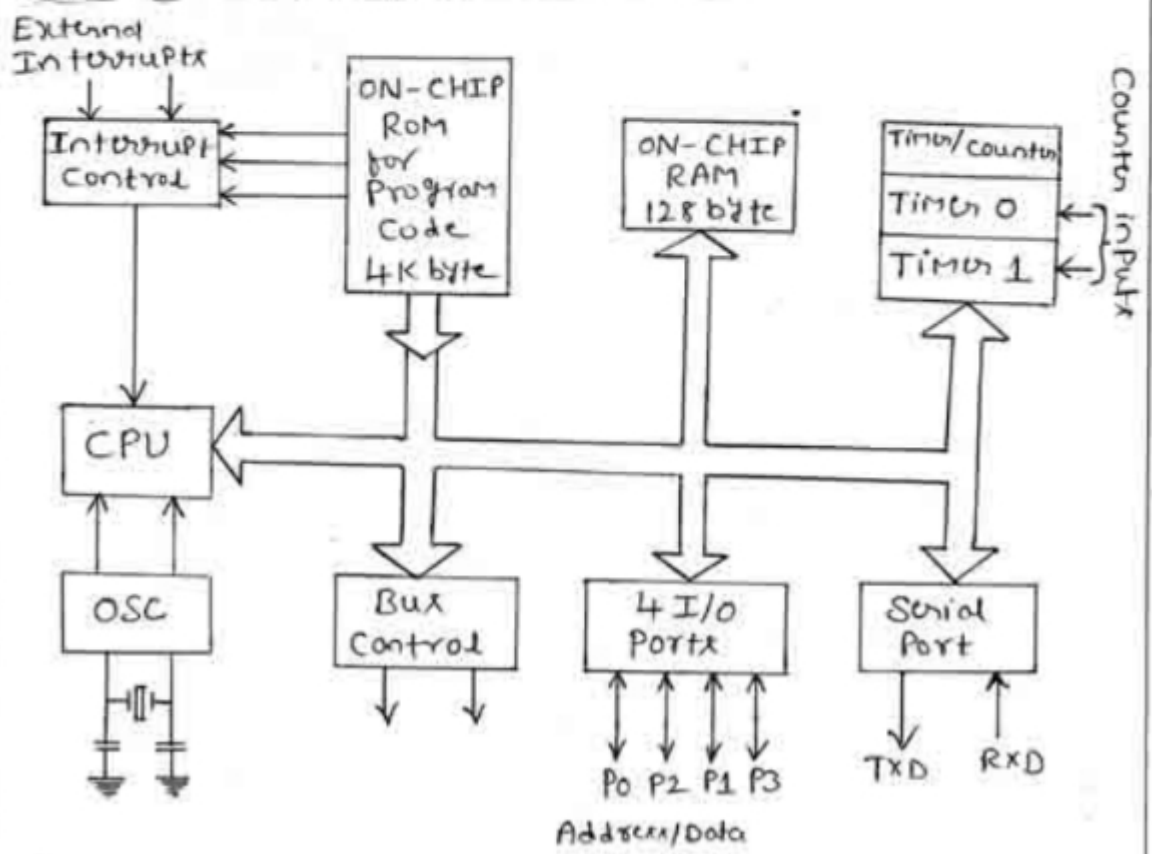 External
Interrupts
Interrupt
Control
ON-CHIP
ROM
for
Program
Code
4K byte
ON-CHIP
RAM
128 byte
Timer/Counter
Timer 0
Timer 1
Counter inputs
CPU
OSC
Bus
Control
4 I/O
Ports
Serial
Port
P0 P2 P1 P3
TXD
RXD
Address/Data